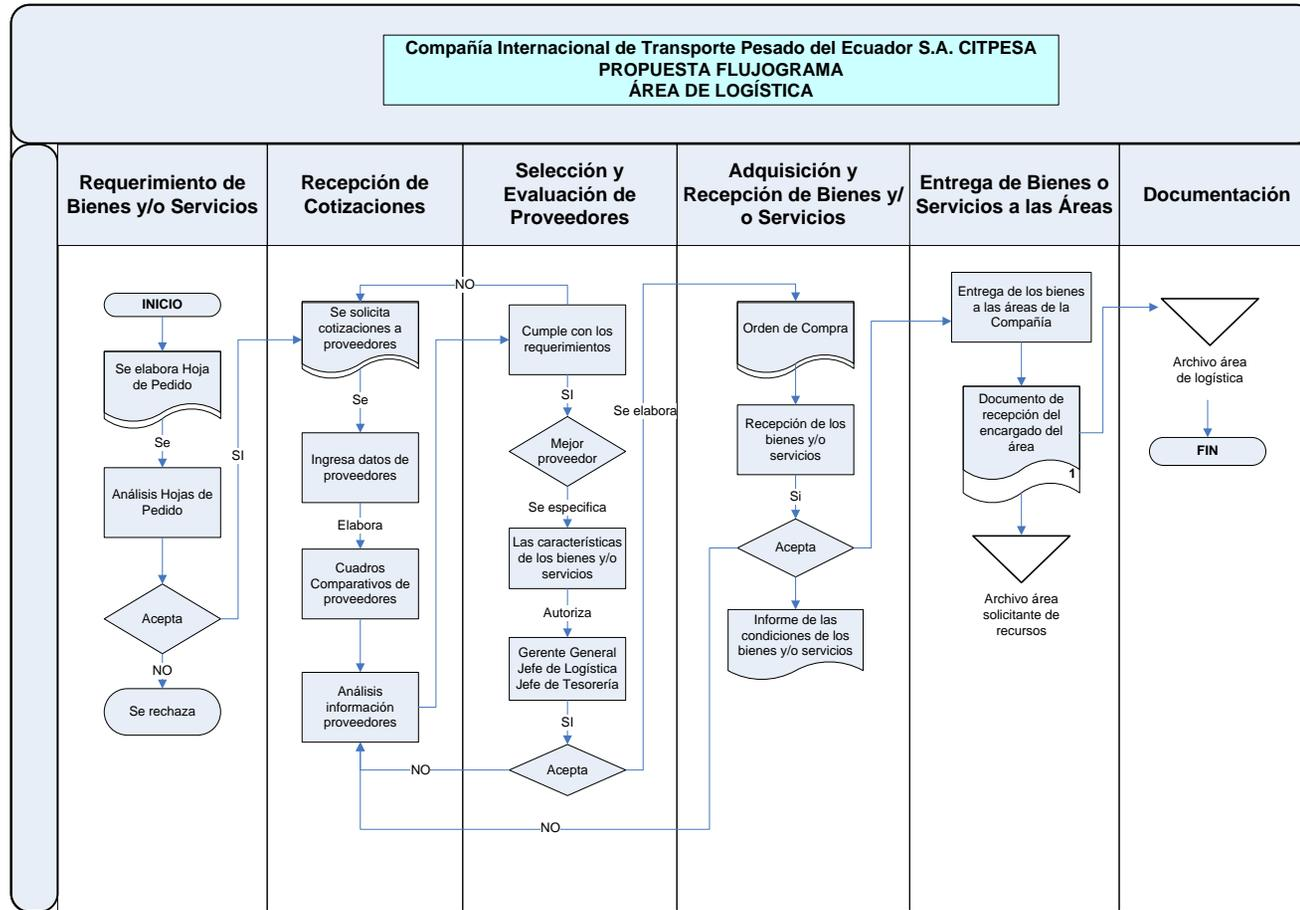 Compañía Internacional de Transporte Pesado del Ecuador S.A. CITPESA
PROPUESTA FLUJOGRAMA
ÁREA DE LOGÍSTICA
Requerimiento de
Bienes y/o Servicios
Recepción de
Cotizaciones
Selección y
Evaluación de
Proveedores
Adquisición y
Recepción de Bienes y/
o Servicios
Entrega de Bienes o
Servicios a las Áreas
Documentación
INICIO
Se elabora Hoja
de Pedido
Se
Análisis Hojas de
Pedido
Acepta
SI
NO
Se rechaza
Se solicita
cotizaciones a
proveedores
Se
Ingresa datos de
proveedores
Elabora
Cuadros
Comparativos de
proveedores
Análisis
información
proveedores
NO
Cumple con los
requerimientos
SI
Mejor
proveedor
Se especifica
Las características
de los bienes y/o
servicios
Autoriza
Gerente General
Jefe de Logística
Jefe de Tesorería
SI
Acepta
NO
NO
Se elabora
Orden de Compra
Recepción de los
bienes y/o
servicios
Si
Acepta
Informe de las
condiciones de los
bienes y/o servicios
Entrega de los bienes
a las áreas de la
Compañía
Documento de
recepción del
encargado del
área
1
Archivo área
solicitante de
recursos
Archivo área
de logística
FIN